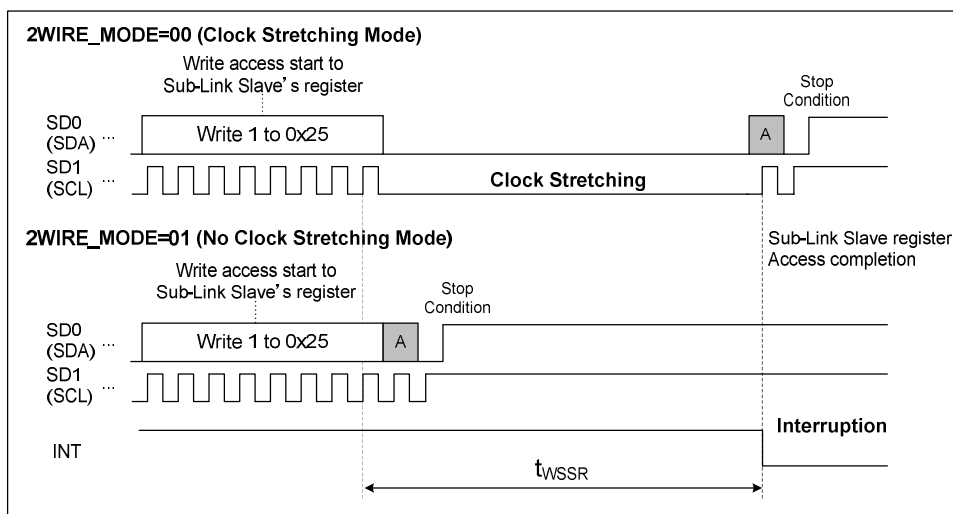 2WIRE_MODE=00 (Clock Stretching Mode)
Write access start to
Sub-Link Slave's register
Stop
Condition
SD0
(SDA) ...
Write 1 to 0x25
A
SD1
(SCL) ...
Clock Stretching
2WIRE_MODE=01 (No Clock Stretching Mode)
Sub-Link Slave register
Access completion
Write access start to
Sub-Link Slave's register
Stop
Condition
SD0
(SDA) ...
Write 1 to 0x25
A
SD1
(SCL) ...
Interruption
INT
tWSSR